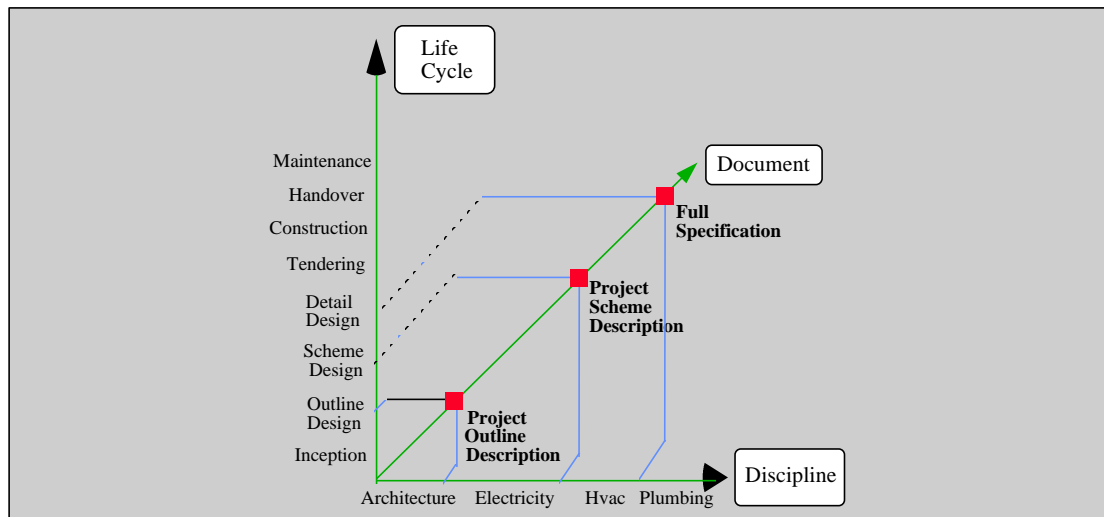 Life
Cycle
Document
Maintenance
Handover
Full
Specification
Construction
Tendering
Project
Scheme
Description
Detail
Design
Scheme
Design
Outline
Design
Project
Outline
Description
Inception
Discipline
Architecture Electricity Hvac Plumbing